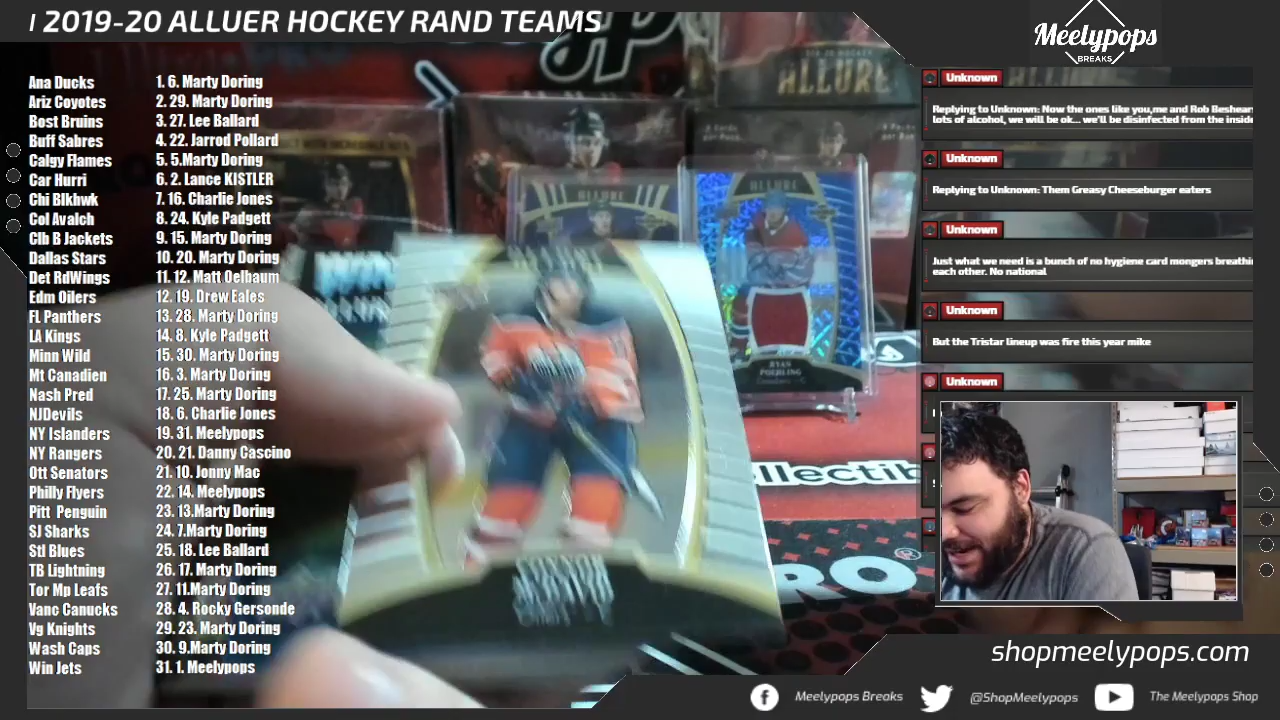 2019-20 ALLUER HOCKEY RAND TEAMS
Meelypops
BREAKS
Ana Ducks 1. 6. Marty Doring
Ariz Coyotes 2. 29. Marty Doring
Bost Bruins 3. 27. Lee Ballard
Buff Sabres 4. 22. Jarrod Pollard
Calgy Flames 5. 5.Marty Doring
Car Hurri 6. 2. Lance KISTLER
Chi Blkhwk 7. 16. Charlie Jones
Col Avalch 8. 24. Kyle Padgett
Clb B Jackets 9. 15. Marty Doring
Dallas Stars 10. 20. Marty Doring
Det RdWings 11. 12. Matt Oelbaum
Edm Oilers 12. 19. Drew Eales
FL Panthers 13. 28. Marty Doring
LA Kings 14. 8. Kyle Padgett
Minn Wild 15. 30. Marty Doring
Mt Canadien 16. 3. Marty Doring
Nash Pred 17. 25. Marty Doring
NJDevils 18. 6. Charlie Jones
NY Islanders 19. 31. Meelypops
NY Rangers 20. 21. Danny Cascino
Ott Senators 21. 10. Jonny Mac
Philly Flyers 22. 14. Meelypops
Pitt Penguin 23. 13.Marty Doring
SJ Sharks 24. 7.Marty Doring
Stl Blues 25. 18. Lee Ballard
TB Lightning 26. 17. Marty Doring
Tor Mp Leafs 27. 11.Marty Doring
Vanc Canucks 28. 4. Rocky Gersonde
Vg Knights 29. 23. Marty Doring
Wash Caps 30. 9.Marty Doring
Win Jets 31. 1. Meelypops
ALLURE
ALLURE
RYAN
POEHLING
ollectib
RO®
Unknown
Replying to Unknown: Now the ones like you,me and Rob Beshear
lots of alcohol, we will be ok... we'll be disinfected from the inside
Unknown
Replying to Unknown: Them Greasy Cheeseburger eaters
Unknown
Just what we need is a bunch of no hygiene card mongers breathi
each other. No national
Unknown
But the Tristar lineup was fire this year mike
Unknown
shopmeelypops.com
Meelypops Breaks
@ShopMeelypops
The Meelypops Shop